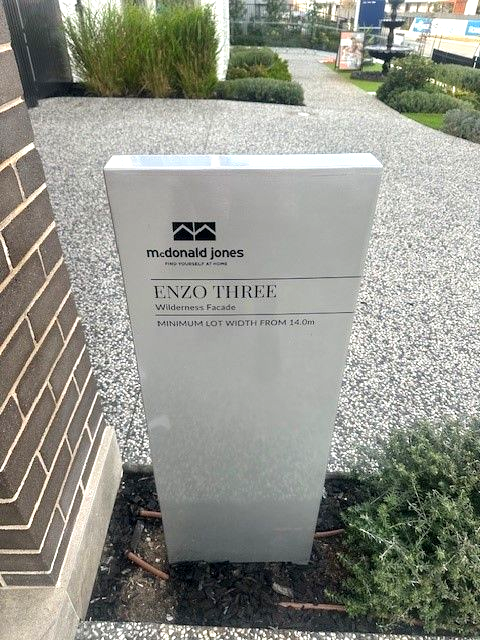 mcdonald jones
FIND YOURSELF AT HOME
ENZO THREE
Wilderness Facade
MINIMUM LOT WIDTH FROM 14.0m